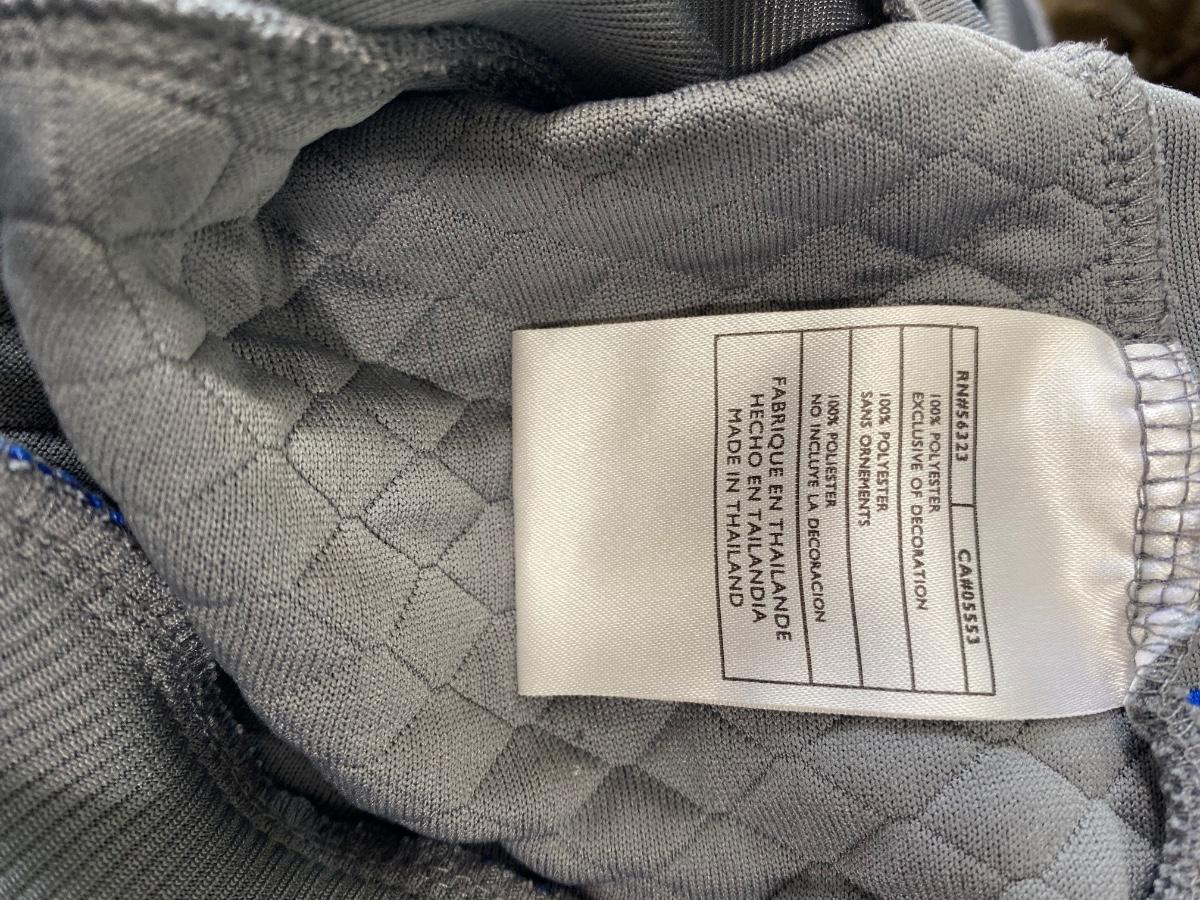 RN#56323 CA#05553
100% POLYESTER
EXCLUSIVE OF DECORATION
100% POLYESTER
SANS ORNEMENTS
100% POLIESTER
NO INCLUYE LA DECORACION
FABRIQUE EN THAILANDE
HECHO EN TAILANDIA
MADE IN THAILAND